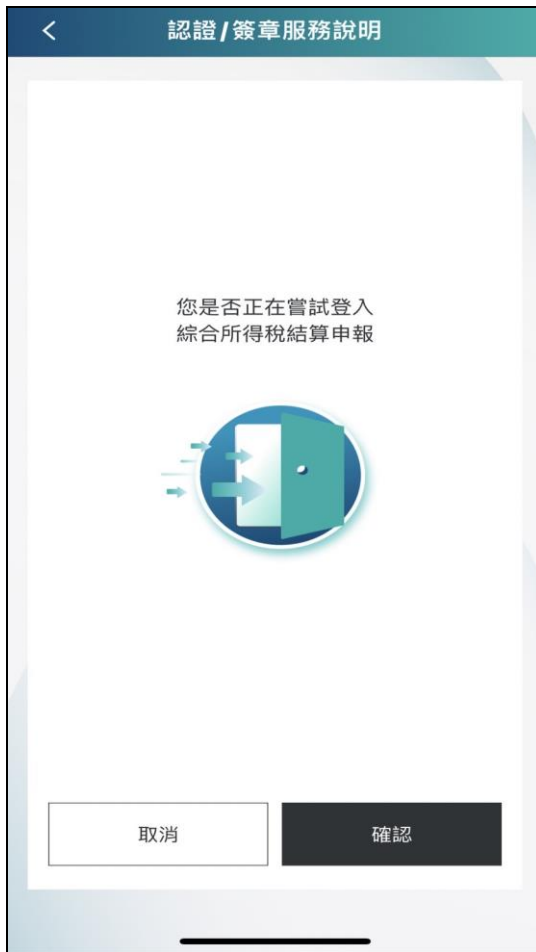 認證/簽章服務說明
您是否正在嘗試登入
綜合所得稅結算申報
取消
確認